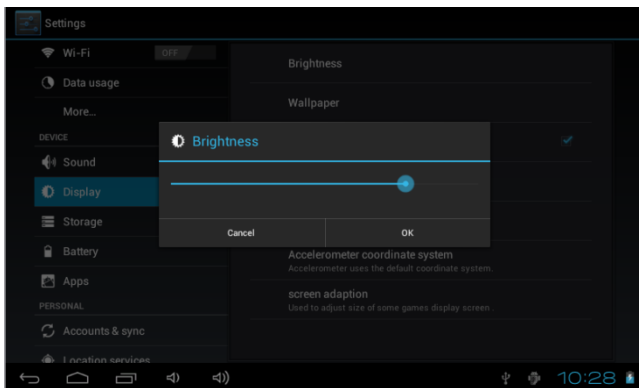 Settings
Wi-Fi
OFF
Data usage
More...
DEVICE
Sound
Display
Storage
Battery
Apps
PERSONAL
Accounts & sync
Location services
Brightness
Wallpaper
Brightness
Cancel
OK
Accelerometer coordinate system
Accelerometer uses the default coordinate system.
screen adaption
Used to adjust size of some games display screen .
10:28